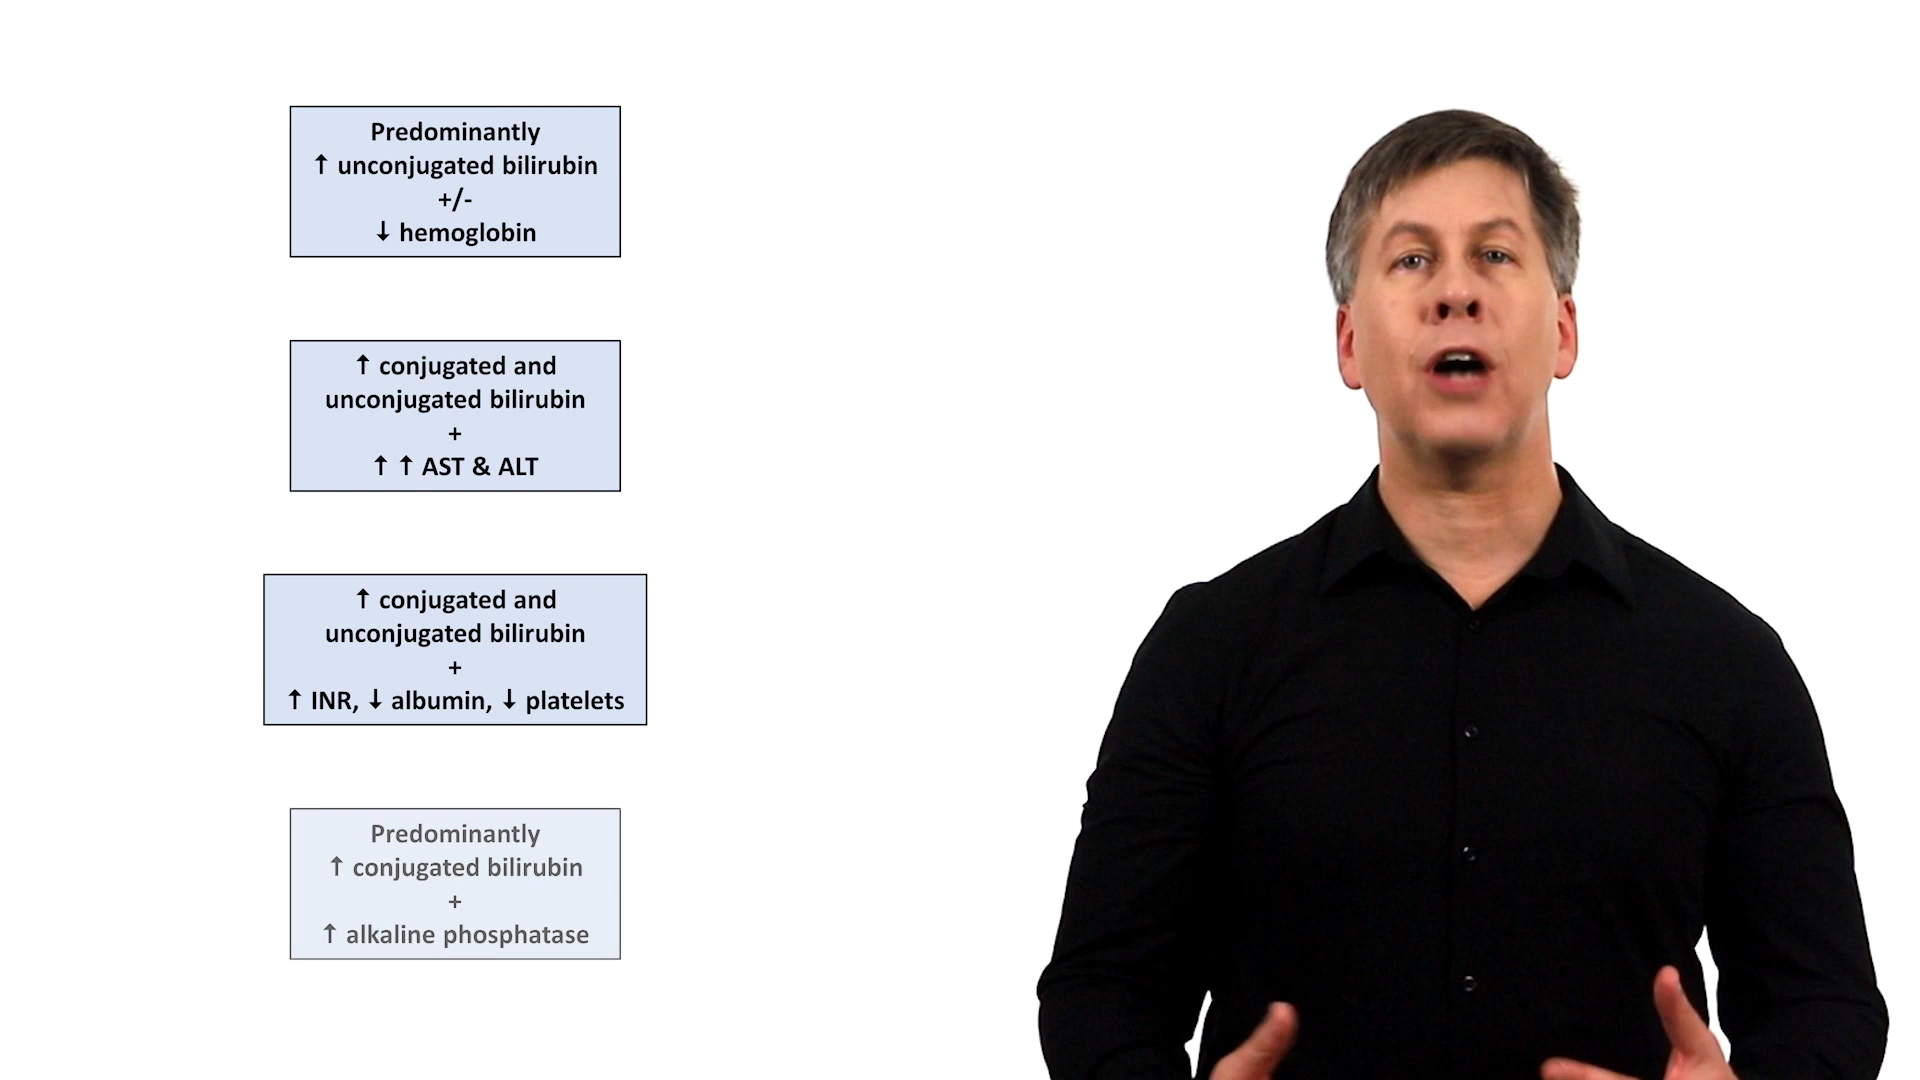 Predominantly
↑ unconjugated bilirubin
+/-
↓ hemoglobin
↑ conjugated and
unconjugated bilirubin
+
↑ ↑ AST & ALT
↑ conjugated and
unconjugated bilirubin
+
↑ INR, ↓ albumin, ↓ platelets
Predominantly
↑ conjugated bilirubin
+
↑ alkaline phosphatase